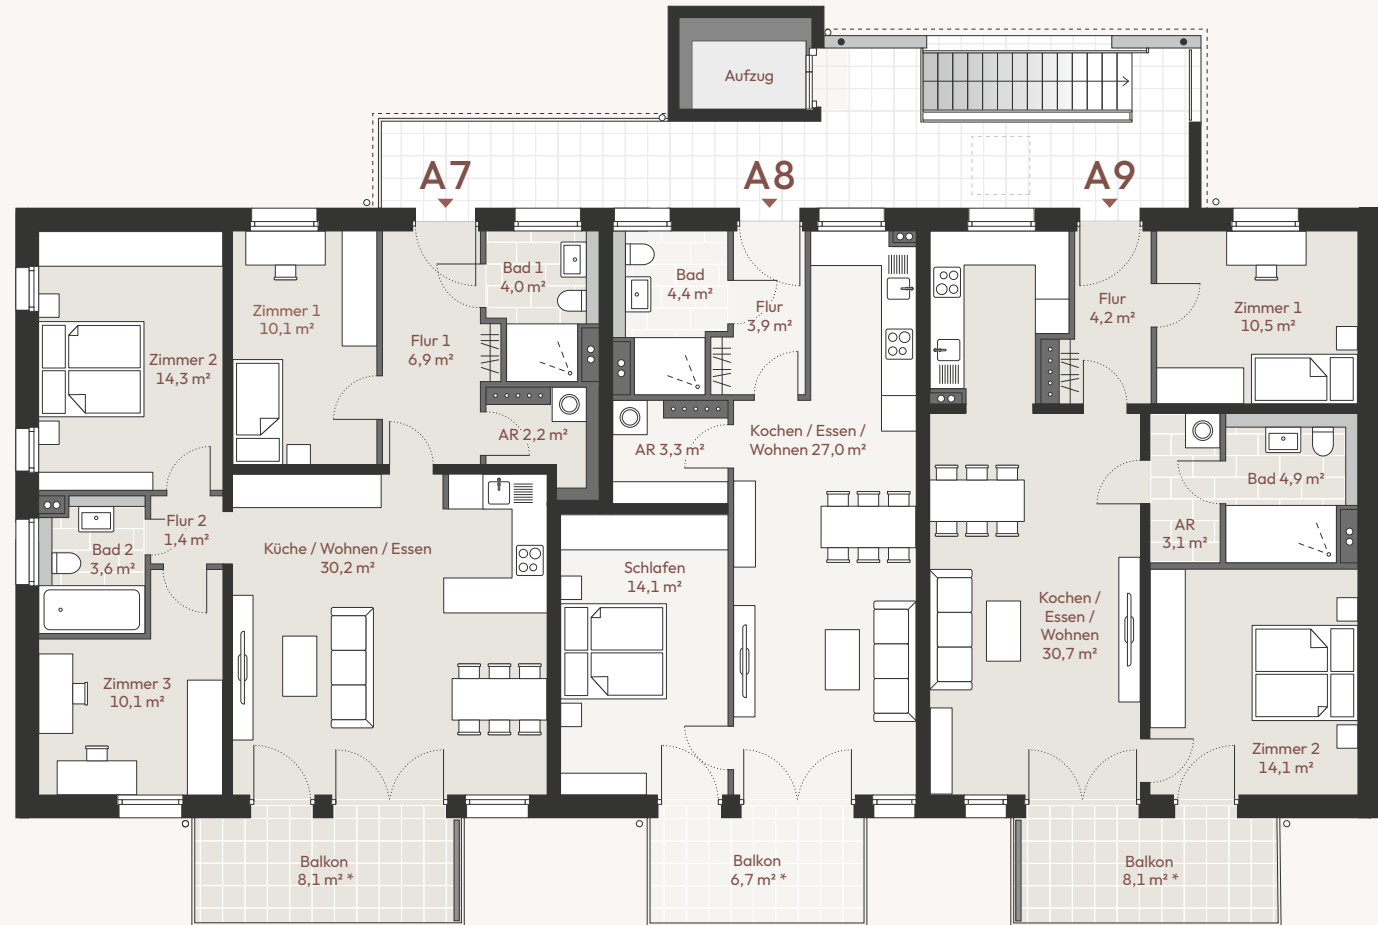 Aufzug
A7
A8
A9
Zimmer 2
14,3 m²
Zimmer 1
10,1 m²
Flur 1
6,9 m²
Bad 1
4,0 m²
AR 2,2 m²
Flur 2
1,4 m²
Bad 2
3,6 m²
Küche / Wohnen / Essen
30,2 m²
Zimmer 3
10,1 m²
Balkon
8,1 m² *
Bad
4,4 m²
Flur
3,9 m²
AR 3,3 m²
Kochen / Essen /
Wohnen 27,0 m²
Schlafen
14,1 m²
Balkon
6,7 m² *
Flur
4,2 m²
Zimmer 1
10,5 m²
Bad 4,9 m²
AR
3,1 m²
Kochen /
Essen /
Wohnen
30,7 m²
Zimmer 2
14,1 m²
Balkon
8,1 m² *